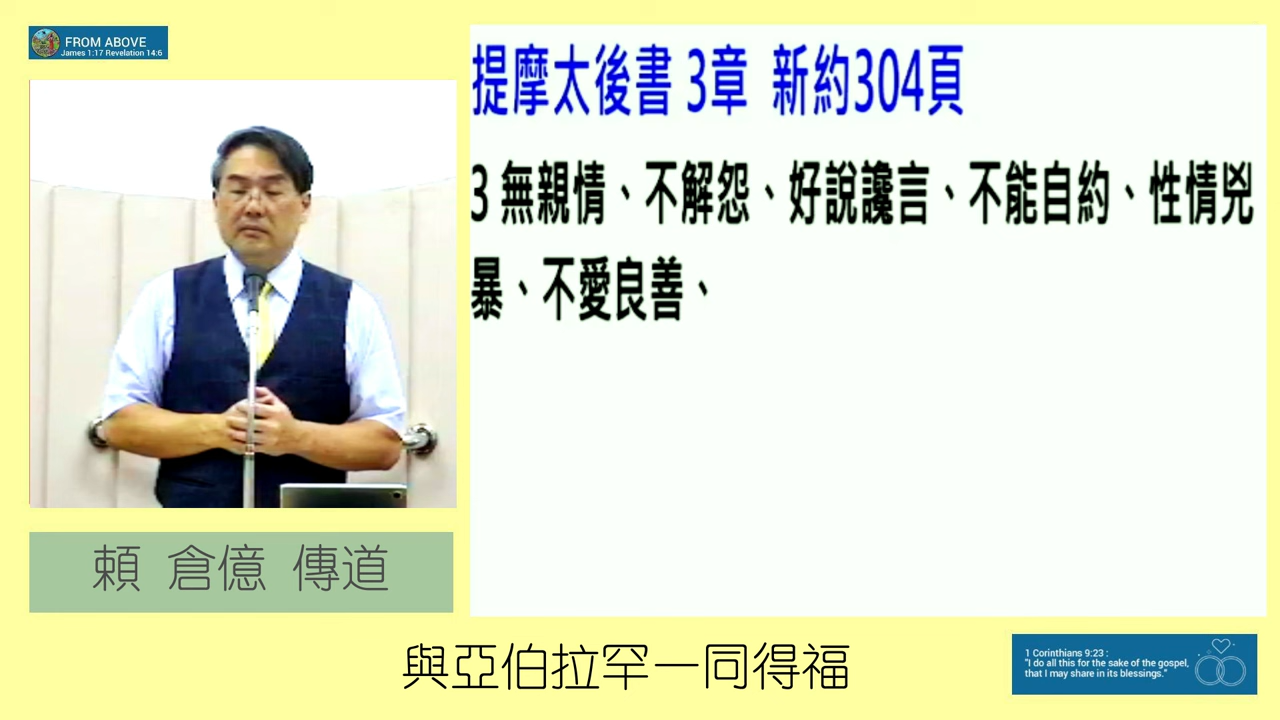 FROM ABOVE
James 1:17 Revelation 14:6
提摩太後書 3章 新約304頁
3 無親情、不解怨、好說讒言、不能自約、性情兇
暴、不愛良善、
賴 倉億 傳道
與亞伯拉罕一同得福
1 Corinthians 9:23 :
"I do all this for the sake of the gospel,
that I may share in its blessings."